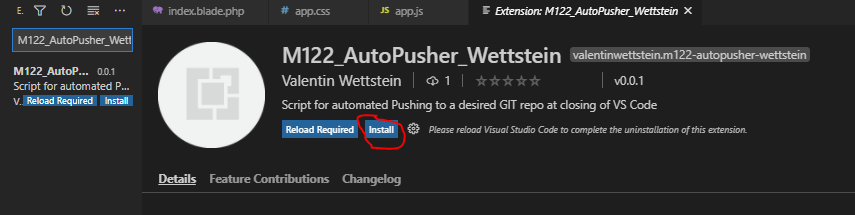 E. ···
index.blade.php
app.css
app.js
Extension: M122_AutoPusher_Wettstein ✕
M122_AutoPusher_Wett
M122_AutoP... 0.0.1
Script for automated P...
V. Reload Required Install
M122_AutoPusher_Wettstein valentinwettstein.m122-autopusher-wettstein
Valentin Wettstein | 1 | ☆☆☆☆☆ | v0.0.1
Script for automated Pushing to a desired GIT repo at closing of VS Code
Reload Required Install Please reload Visual Studio Code to complete the uninstallation of this extension.
Details Feature Contributions Changelog